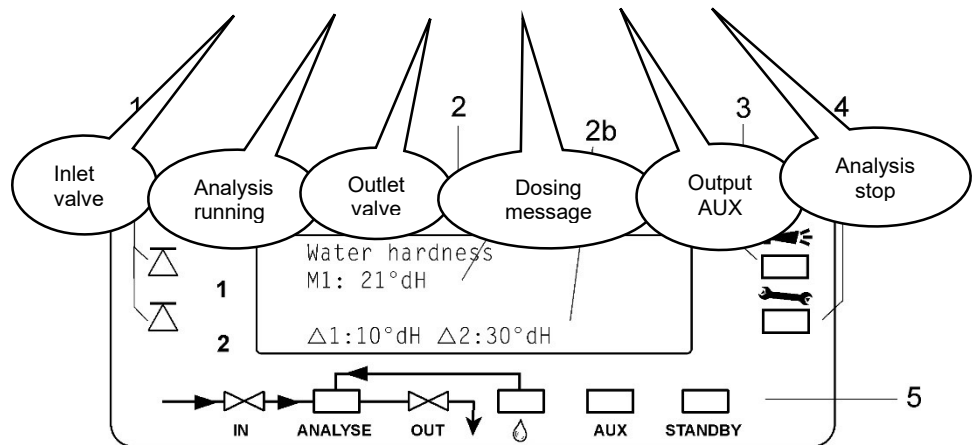 1
2
2b
3
4
Inlet
valve
Analysis
running
Outlet
valve
Dosing
message
Output
AUX
Analysis
stop
Water hardness
M1: 21°dH
1
2
△1:10°dH △2:30°dH
5
IN ANALYSE OUT AUX STANDBY